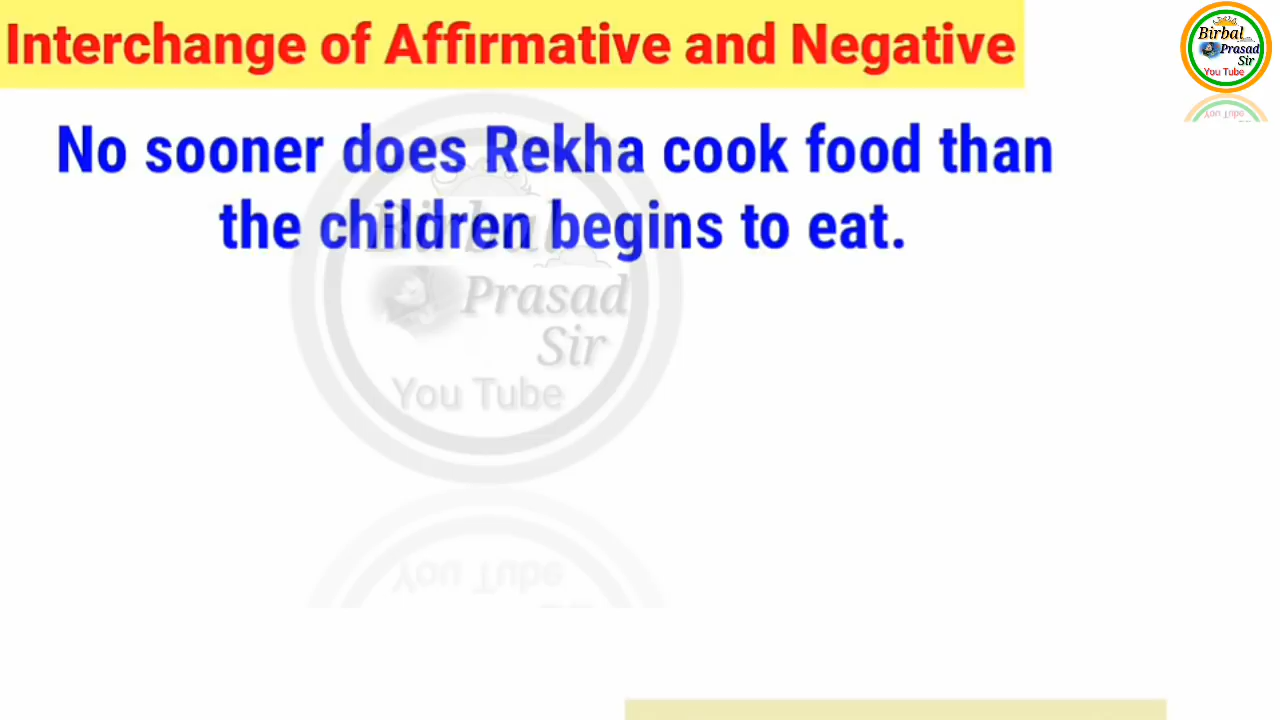 Interchange of Affirmative and Negative
Birbal
Prasad
Sir
You Tube
No sooner does Rekha cook food than
the children begins to eat.
Birbal
Prasad
Sir
You Tube